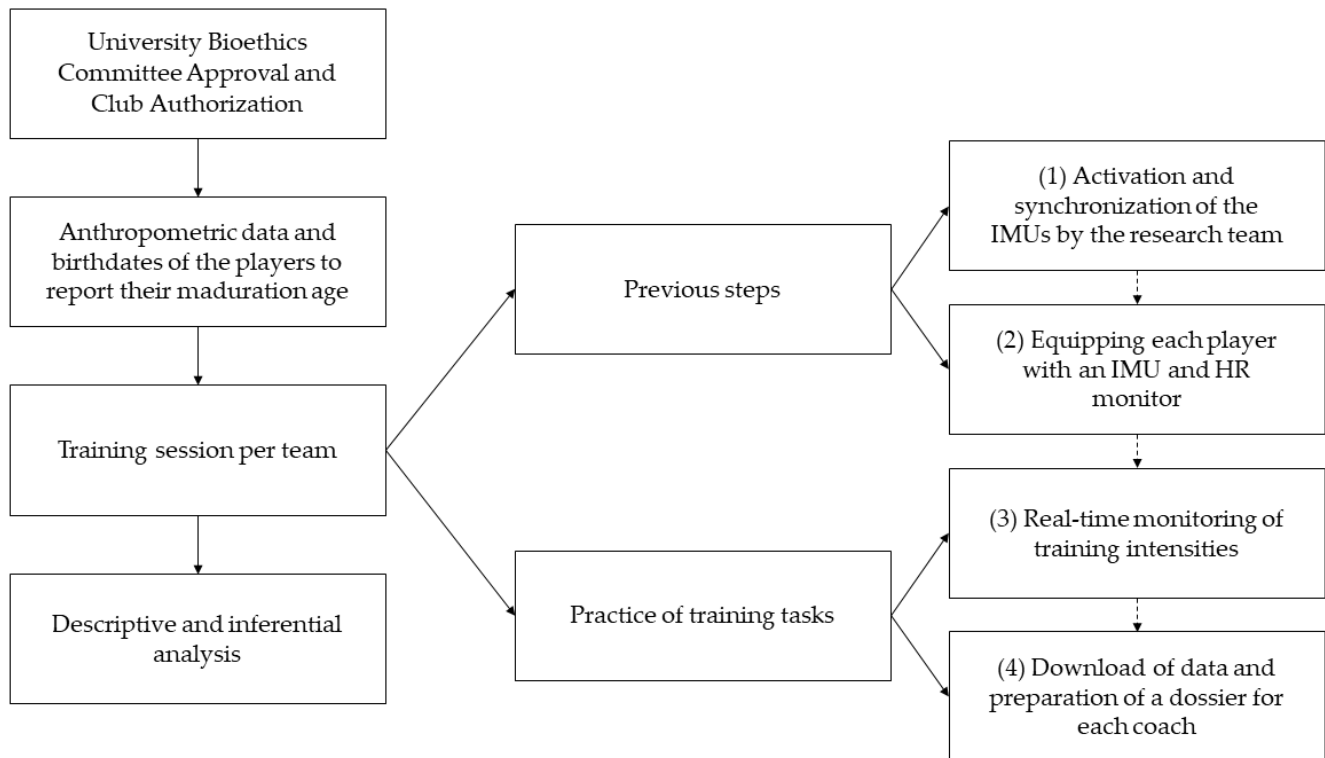 University Bioethics
Committee Approval and
Club Authorization
Anthropometric data and
birthdates of the players to
report their maduration age
Training session per team
Descriptive and inferential
analysis
Previous steps
Practice of training tasks
(1) Activation and
synchronization of the
IMUs by the research team
(2) Equipping each player
with an IMU and HR
monitor
(3) Real-time monitoring of
training intensities
(4) Download of data and
preparation of a dossier for
each coach